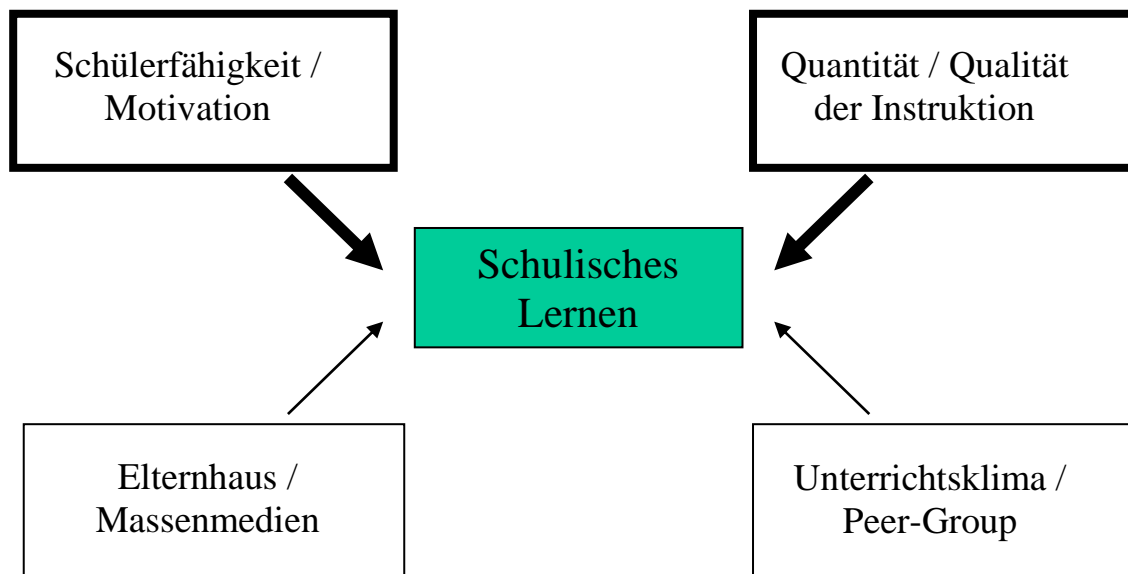 Schülerfähigkeit /
Motivation
Quantität / Qualität
der Instruktion
Schulisches
Lernen
Elternhaus /
Massenmedien
Unterrichtsklima /
Peer-Group